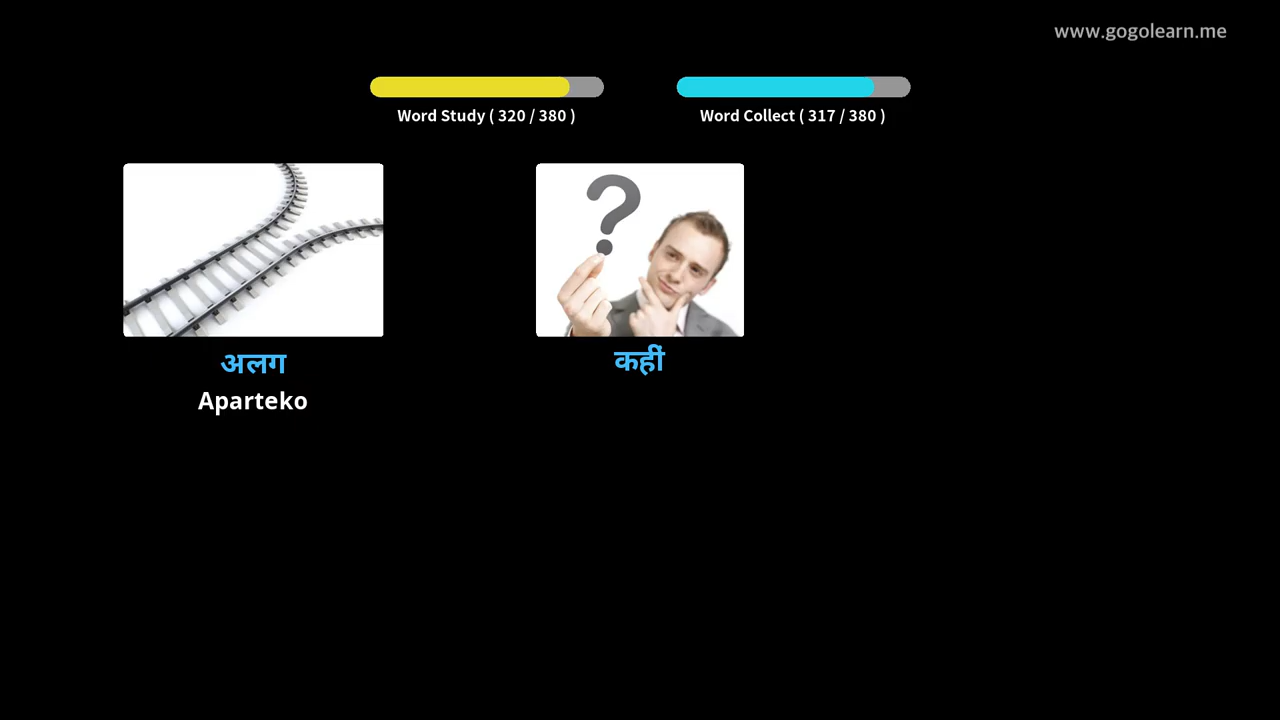 www.gogolearn.me
Word Study ( 320 / 380 )
Word Collect ( 317 / 380 )
?
अलग
कहीं
Aparteko